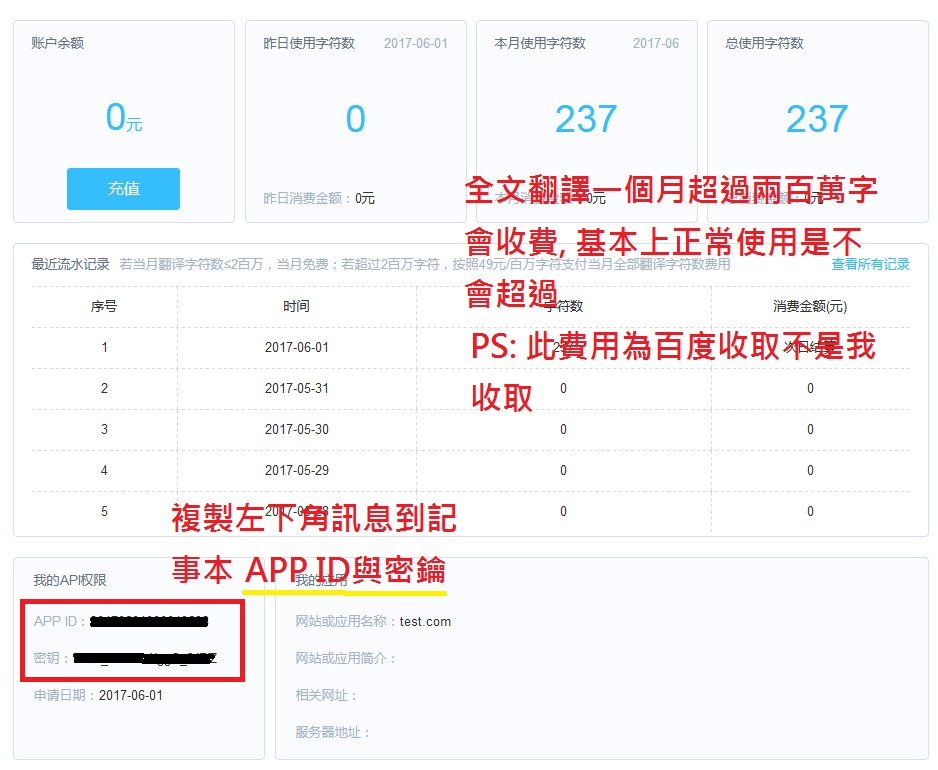 账户余额
0元
充值
昨日使用字符数 2017-06-01
0
昨日消费金额：0元
本月使用字符数 2017-06
237
本月消费金额：0元
总使用字符数
237
0元
全文翻譯一個月超過兩百萬字
會收費, 基本上正常使用是不
會超過
PS: 此費用為百度收取不是我
收取
最近流水记录 若当月翻译字符数≤2百万，当月免费；若超过2百万字符，按照49元/百万字符支付当月全部翻译字符数费用 查看所有记录
序号 时间 字符数 消费金额(元)
1 2017-06-01 次日结算
2 2017-05-31 0 0
3 2017-05-30 0 0
4 2017-05-29 0 0
5 2017-05-28 0 0
複製左下角訊息到記
事本 APP ID與密鑰
我的API权限
APP ID：
密钥：
申请日期：2017-06-01
我的应用
网站或应用名称：test.com
网站或应用简介：
相关网址：
服务器地址：